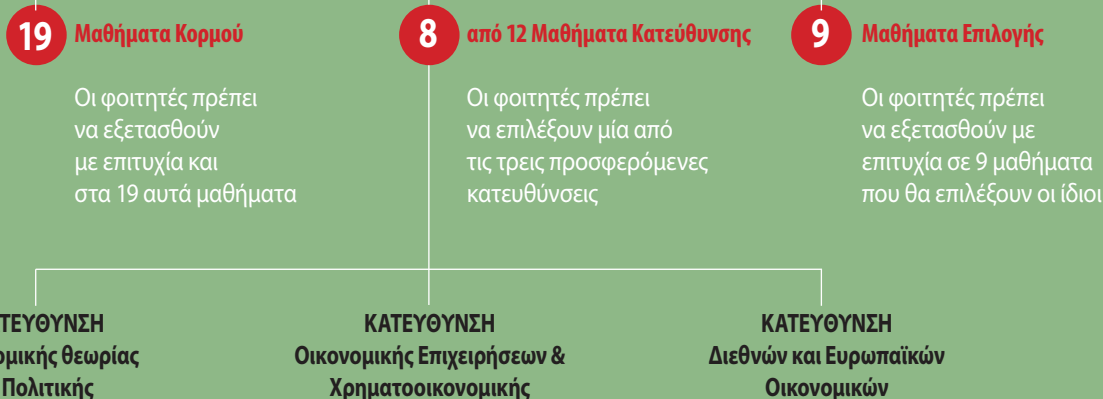 19 Μαθήματα Κορμού
Οι φοιτητές πρέπει
να εξετασθούν
με επιτυχία και
στα 19 αυτά μαθήματα
8 από 12 Μαθήματα Κατεύθυνσης
Οι φοιτητές πρέπει
να επιλέξουν μία από
τις τρεις προσφερόμενες
κατευθύνσεις
9 Μαθήματα Επιλογής
Οι φοιτητές πρέπει
να εξετασθούν με
επιτυχία σε 9 μαθήματα
που θα επιλέξουν οι ίδιοι
ΤΕΥΘΥΝΣΗ
ομικής θεωρίας
Πολιτικής
ΚΑΤΕΥΘΥΝΣΗ
Οικονομικής Επιχειρήσεων &
Χρηματοοικονομικής
ΚΑΤΕΥΘΥΝΣΗ
Διεθνών και Ευρωπαϊκών
Οικονομικών